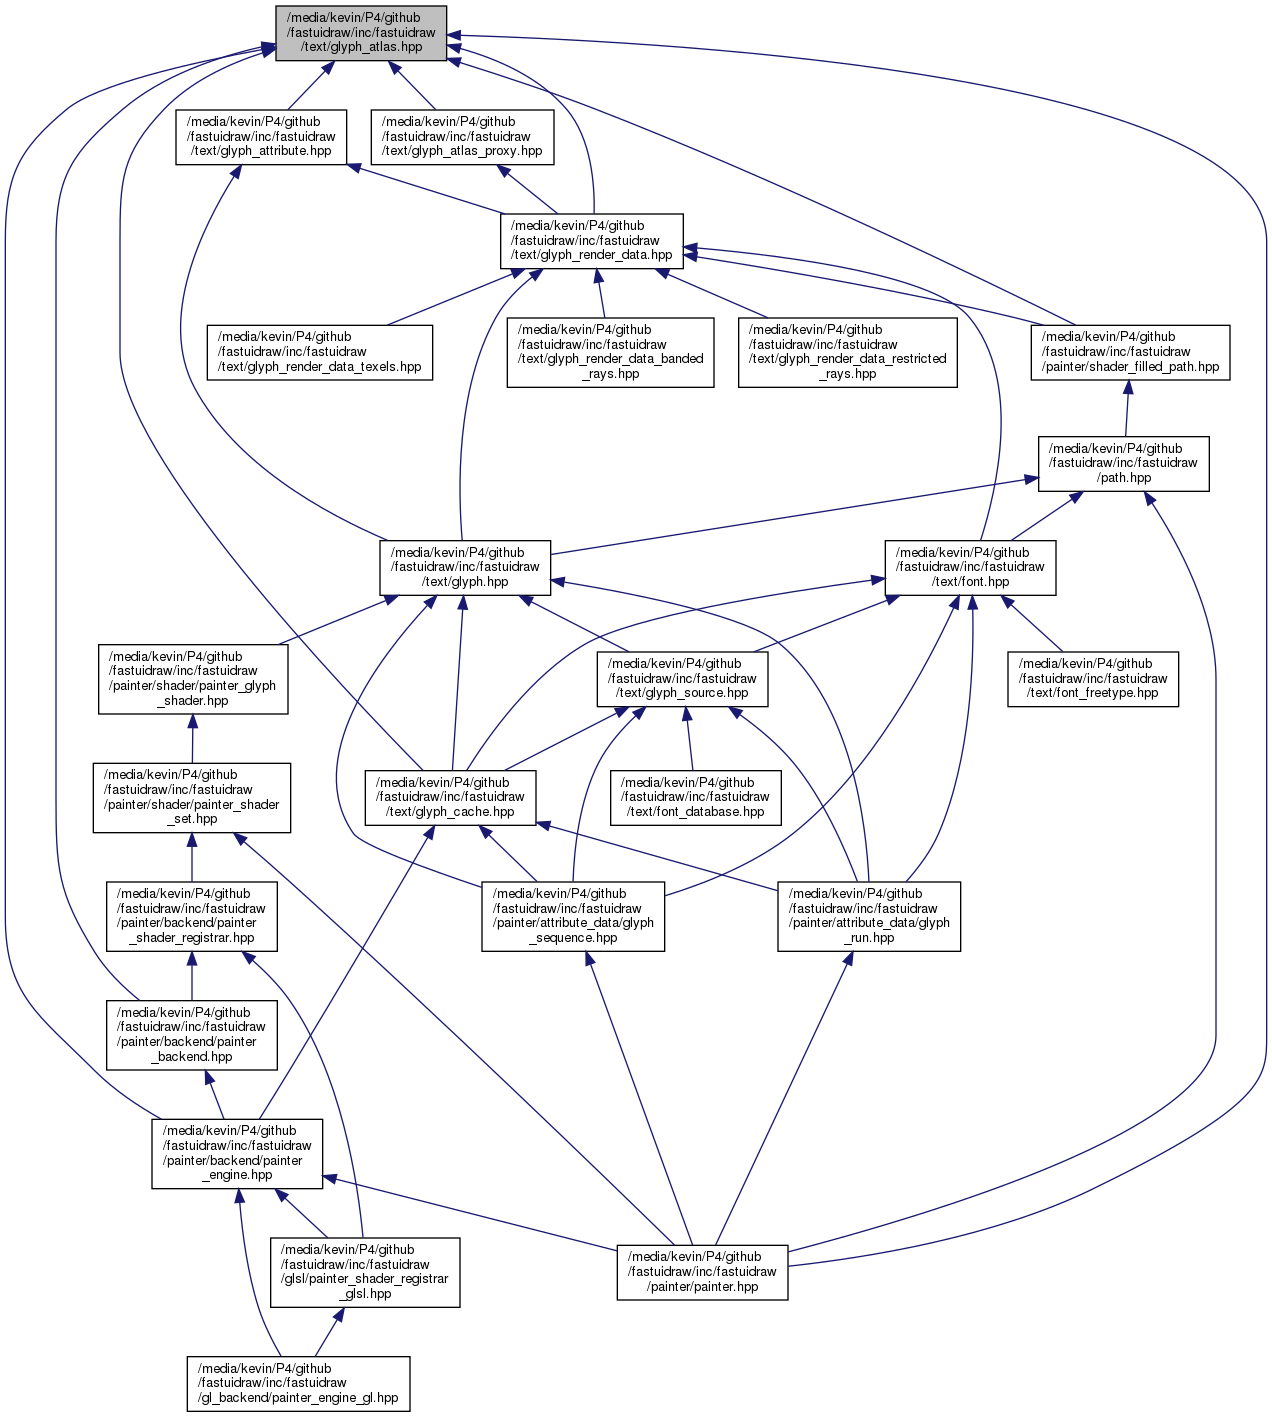 /media/kevin/P4/github
/fastuidraw/inc/fastuidraw
/text/glyph_atlas.hpp
/media/kevin/P4/github
/fastuidraw/inc/fastuidraw
/text/glyph_attribute.hpp
/media/kevin/P4/github
/fastuidraw/inc/fastuidraw
/text/glyph_atlas_proxy.hpp
/media/kevin/P4/github
/fastuidraw/inc/fastuidraw
/text/glyph_render_data.hpp
/media/kevin/P4/github
/fastuidraw/inc/fastuidraw
/text/glyph_render_data_texels.hpp
/media/kevin/P4/github
/fastuidraw/inc/fastuidraw
/text/glyph_render_data_banded
_rays.hpp
/media/kevin/P4/github
/fastuidraw/inc/fastuidraw
/text/glyph_render_data_restricted
_rays.hpp
/media/kevin/P4/github
/fastuidraw/inc/fastuidraw
/painter/shader_filled_path.hpp
/media/kevin/P4/github
/fastuidraw/inc/fastuidraw
/path.hpp
/media/kevin/P4/github
/fastuidraw/inc/fastuidraw
/text/glyph.hpp
/media/kevin/P4/github
/fastuidraw/inc/fastuidraw
/text/font.hpp
/media/kevin/P4/github
/fastuidraw/inc/fastuidraw
/painter/shader/painter_glyph
_shader.hpp
/media/kevin/P4/github
/fastuidraw/inc/fastuidraw
/text/glyph_source.hpp
/media/kevin/P4/github
/fastuidraw/inc/fastuidraw
/text/font_freetype.hpp
/media/kevin/P4/github
/fastuidraw/inc/fastuidraw
/painter/shader/painter_shader
_set.hpp
/media/kevin/P4/github
/fastuidraw/inc/fastuidraw
/text/glyph_cache.hpp
/media/kevin/P4/github
/fastuidraw/inc/fastuidraw
/text/font_database.hpp
/media/kevin/P4/github
/fastuidraw/inc/fastuidraw
/painter/backend/painter
_shader_registrar.hpp
/media/kevin/P4/github
/fastuidraw/inc/fastuidraw
/painter/attribute_data/glyph
_sequence.hpp
/media/kevin/P4/github
/fastuidraw/inc/fastuidraw
/painter/attribute_data/glyph
_run.hpp
/media/kevin/P4/github
/fastuidraw/inc/fastuidraw
/painter/backend/painter
_backend.hpp
/media/kevin/P4/github
/fastuidraw/inc/fastuidraw
/painter/backend/painter
_engine.hpp
/media/kevin/P4/github
/fastuidraw/inc/fastuidraw
/glsl/painter_shader_registrar
_glsl.hpp
/media/kevin/P4/github
/fastuidraw/inc/fastuidraw
/painter/painter.hpp
/media/kevin/P4/github
/fastuidraw/inc/fastuidraw
/gl_backend/painter_engine_gl.hpp